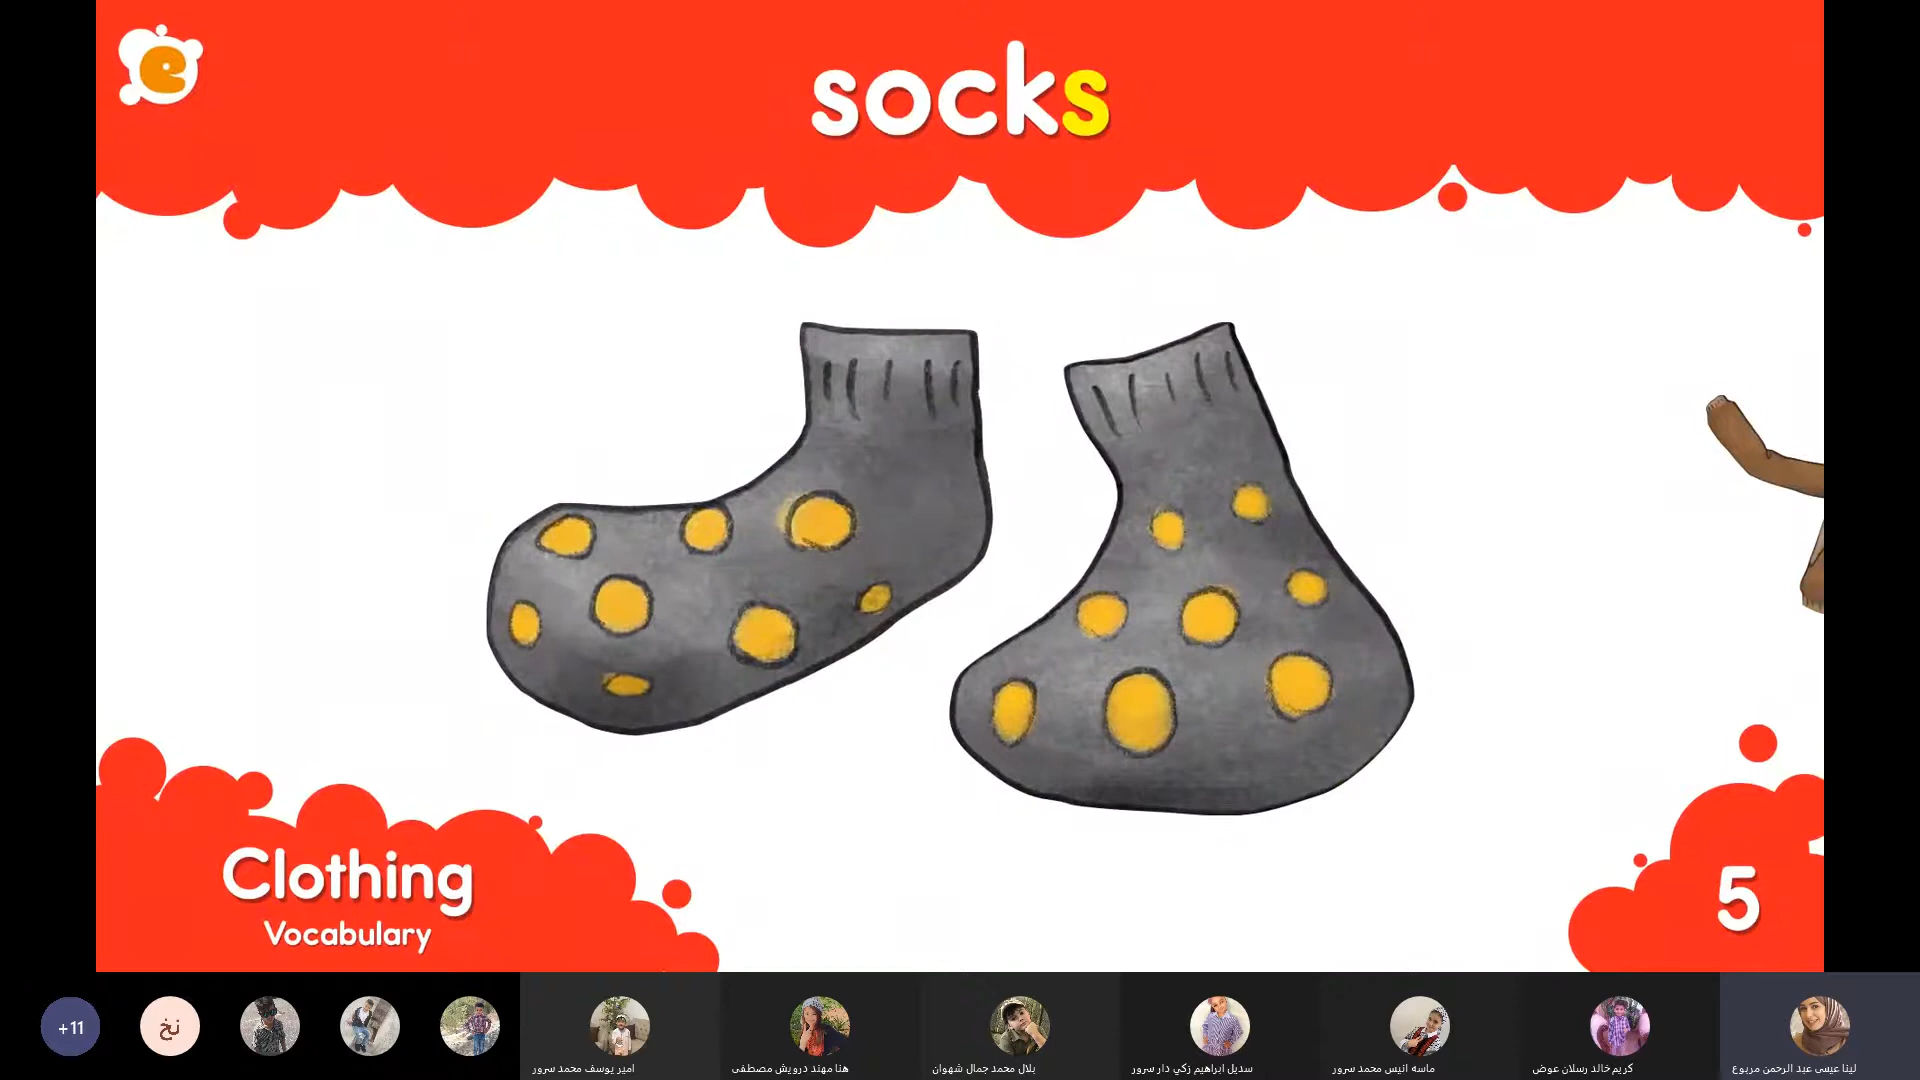 e
socks
Clothing
Vocabulary
5
+11
نخ
امير يوسف محمد سرور
هنا مهند درويش مصطفى
بلال محمد جمال شهوان
سديل ابراهيم زكي دار سرور
ماسه انيس محمد سرور
كريم خالد رسلان عوض
لينا عيسى عبد الرحمن مربوع